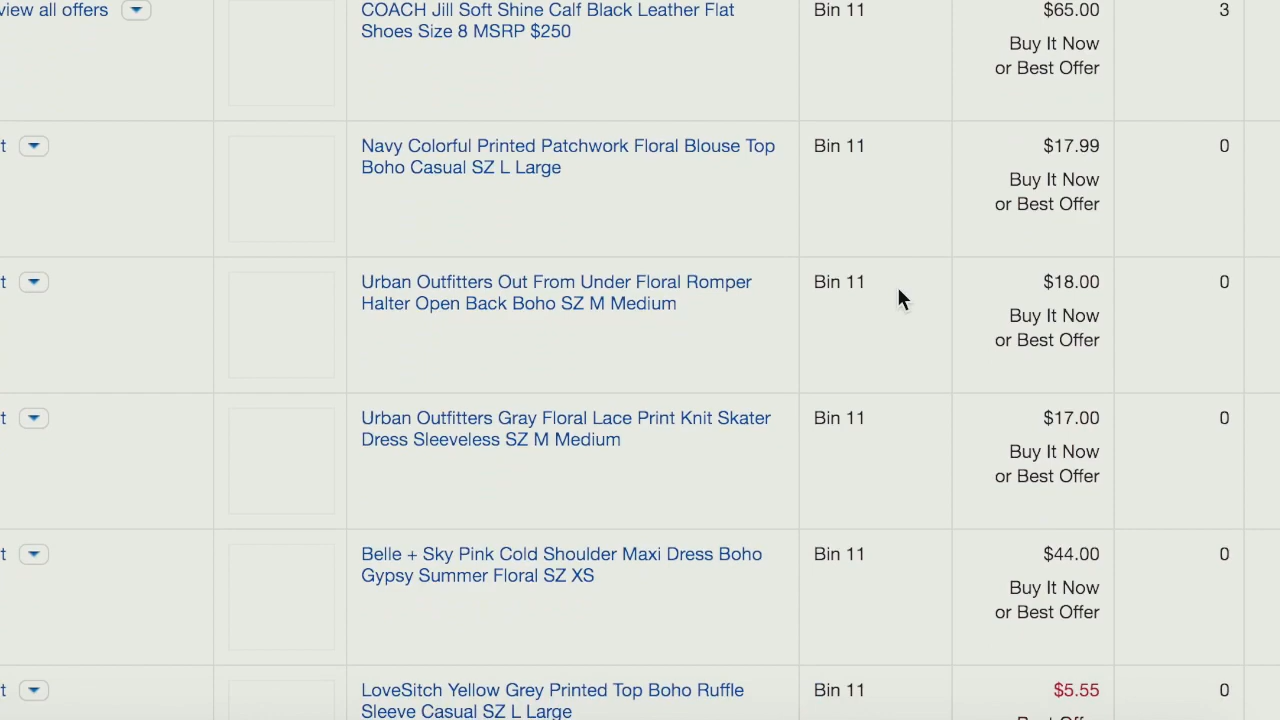 view all offers
COACH Jill Soft Shine Calf Black Leather Flat
Shoes Size 8 MSRP $250
Bin 11
$65.00
Buy It Now
or Best Offer
3
t
Navy Colorful Printed Patchwork Floral Blouse Top
Boho Casual SZ L Large
Bin 11
$17.99
Buy It Now
or Best Offer
0
t
Urban Outfitters Out From Under Floral Romper
Halter Open Back Boho SZ M Medium
Bin 11
$18.00
Buy It Now
or Best Offer
0
t
Urban Outfitters Gray Floral Lace Print Knit Skater
Dress Sleeveless SZ M Medium
Bin 11
$17.00
Buy It Now
or Best Offer
0
t
Belle + Sky Pink Cold Shoulder Maxi Dress Boho
Gypsy Summer Floral SZ XS
Bin 11
$44.00
Buy It Now
or Best Offer
0
t
LoveSitch Yellow Grey Printed Top Boho Ruffle
Sleeve Casual SZ L Large
Bin 11
$5.55
Best Offer
0